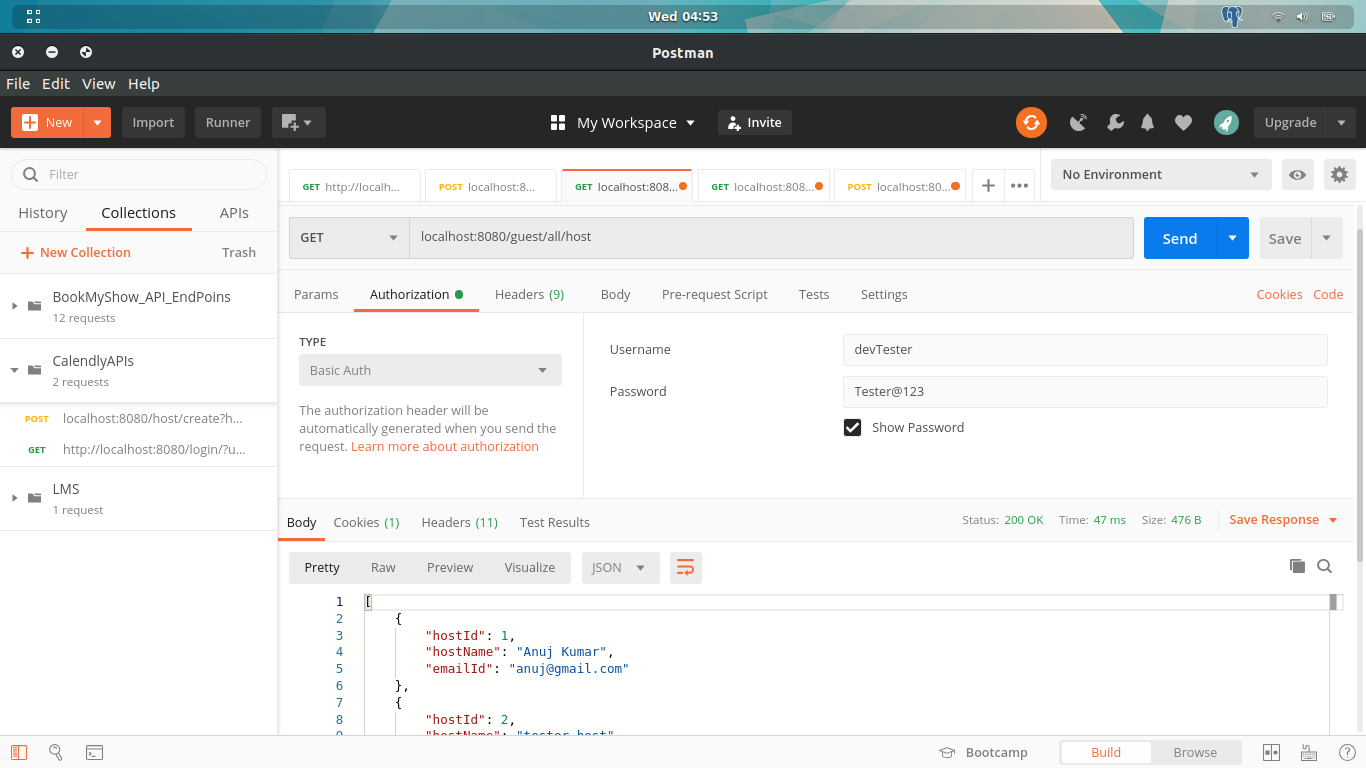 Wed 04:53
Postman
File Edit View Help
New Import Runner My Workspace Invite Upgrade
Filter
History Collections APIs
New Collection Trash
BookMyShow_API_EndPoins
12 requests
CalendlyAPIs
2 requests
POST localhost:8080/host/create?h...
GET http://localhost:8080/login/?u...
LMS
1 request
GET http://localh... POST localhost:8... GET localhost:808... GET localhost:808... POST localhost:80... No Environment
GET localhost:8080/guest/all/host Send Save
Params Authorization Headers (9) Body Pre-request Script Tests Settings Cookies Code
TYPE
Basic Auth
The authorization header will be
automatically generated when you send the
request. Learn more about authorization
Username devTester
Password Tester@123
Show Password
Body Cookies (1) Headers (11) Test Results Status: 200 OK Time: 47 ms Size: 476 B Save Response
Pretty Raw Preview Visualize JSON
1 [
2 {
3 "hostId": 1,
4 "hostName": "Anuj Kumar",
5 "emailId": "anuj@gmail.com"
6 },
7 {
8 "hostId": 2,
9 "hostName": "tester host",
Bootcamp Build Browse